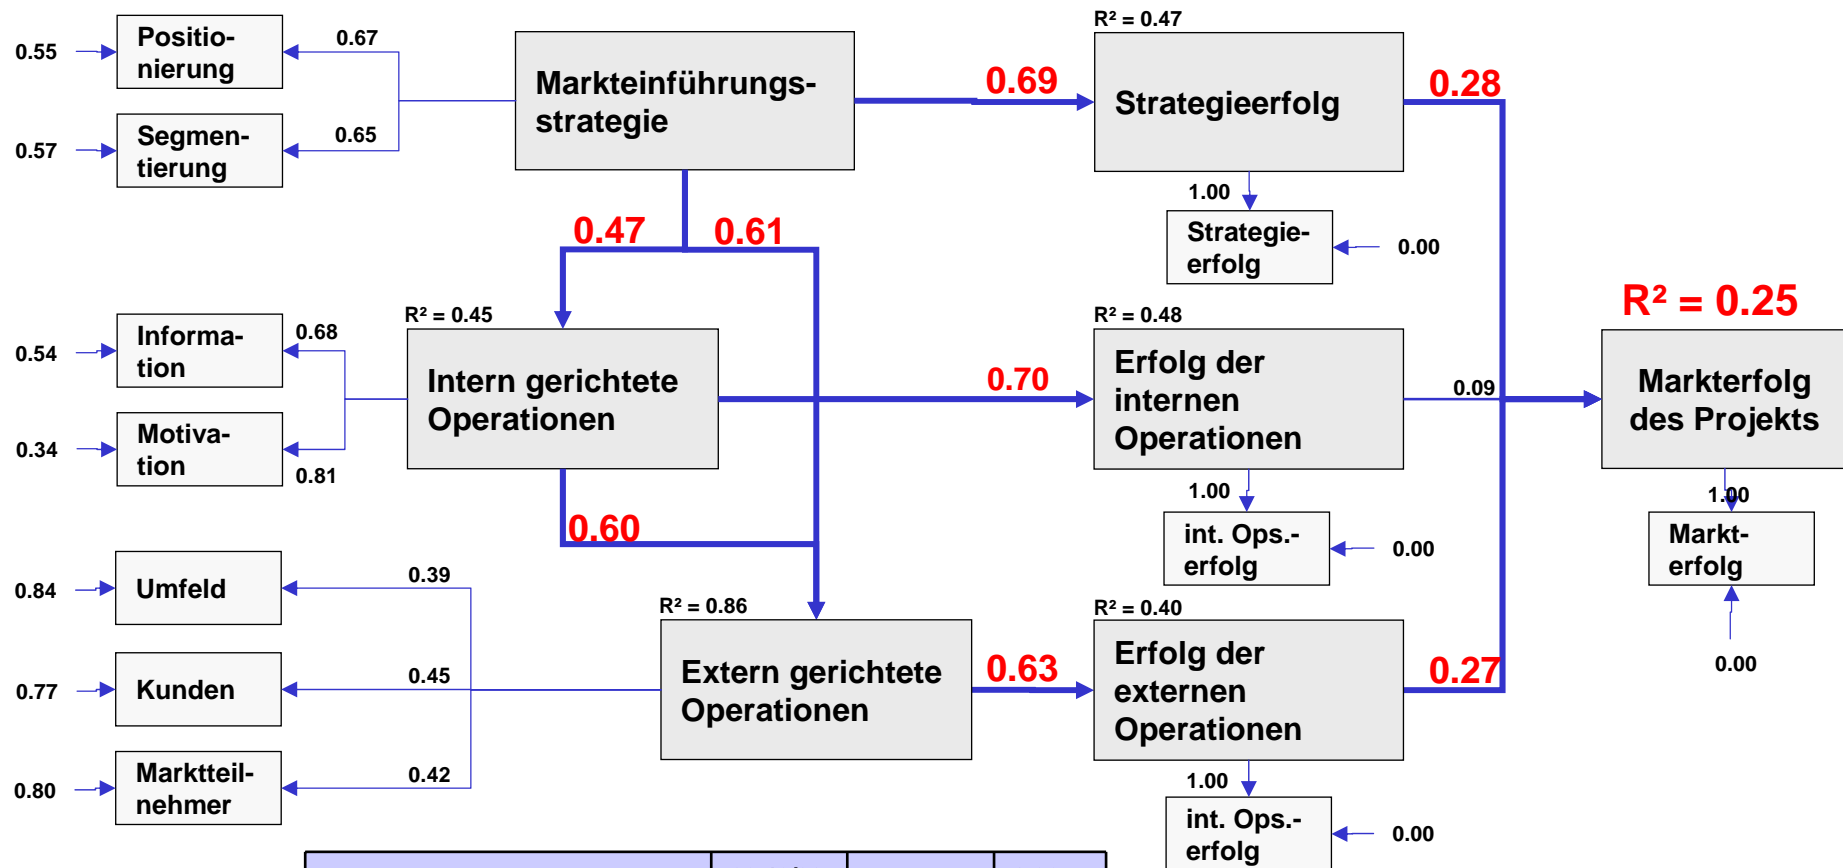 0.55
Positio-
nierung
0.67
0.57
Segmen-
tierung
0.65
Markteinführungs-
strategie
0.69
R² = 0.47
Strategieerfolg
0.28
1.00
Strategie-
erfolg
0.00
0.47
0.61
0.54
Informa-
tion
0.68
0.34
Motiva-
tion
0.81
R² = 0.45
Intern gerichtete
Operationen
0.70
R² = 0.48
Erfolg der
internen
Operationen
0.09
1.00
int. Ops.-
erfolg
0.00
R² = 0.25
Markterfolg
des Projekts
1.00
Markt-
erfolg
0.00
0.60
0.84
Umfeld
0.39
0.77
Kunden
0.45
0.80
Marktteil-
nehmer
0.42
R² = 0.86
Extern gerichtete
Operationen
0.63
R² = 0.40
Erfolg der
externen
Operationen
0.27
1.00
int. Ops.-
erfolg
0.00